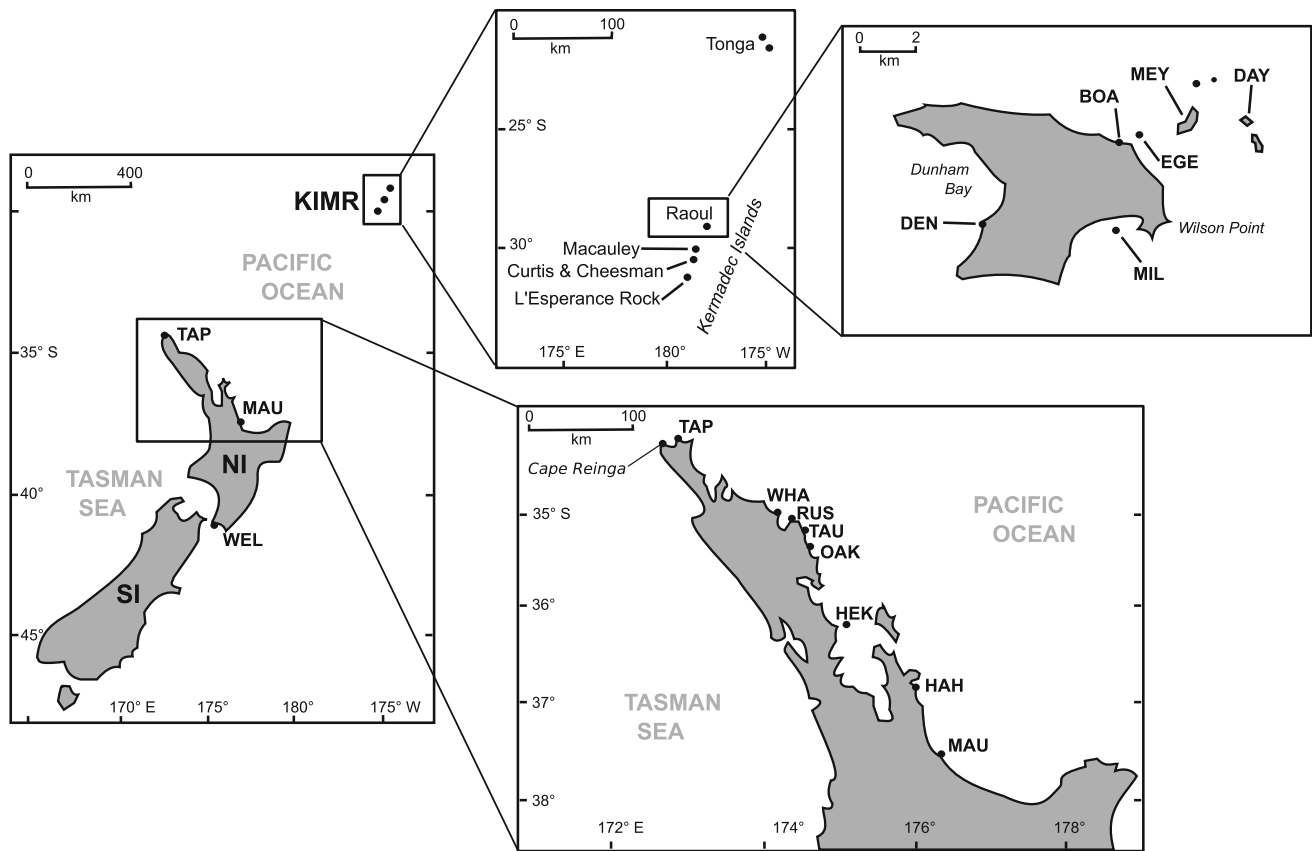 0 400
km
KIMR
PACIFIC
OCEAN
TAP
35° S
MAU
NI
TASMAN
SEA
40°
WEL
SI
45°
170° E 175° 180° 175° W
0 100
km
Tonga
25° S
Raoul
30°
Macauley
Curtis & Cheesman
L'Esperance Rock
Kermadec Islands
175° E 180° 175° W
0 2
km
MEY
DAY
BOA
EGE
Dunham
Bay
DEN
Wilson Point
MIL
0 100
km
TAP
Cape Reinga
WHA
35° S
RUS
TAU
OAK
PACIFIC
OCEAN
36°
HEK
HAH
37°
TASMAN
SEA
MAU
38°
172° E 174° 176° 178°